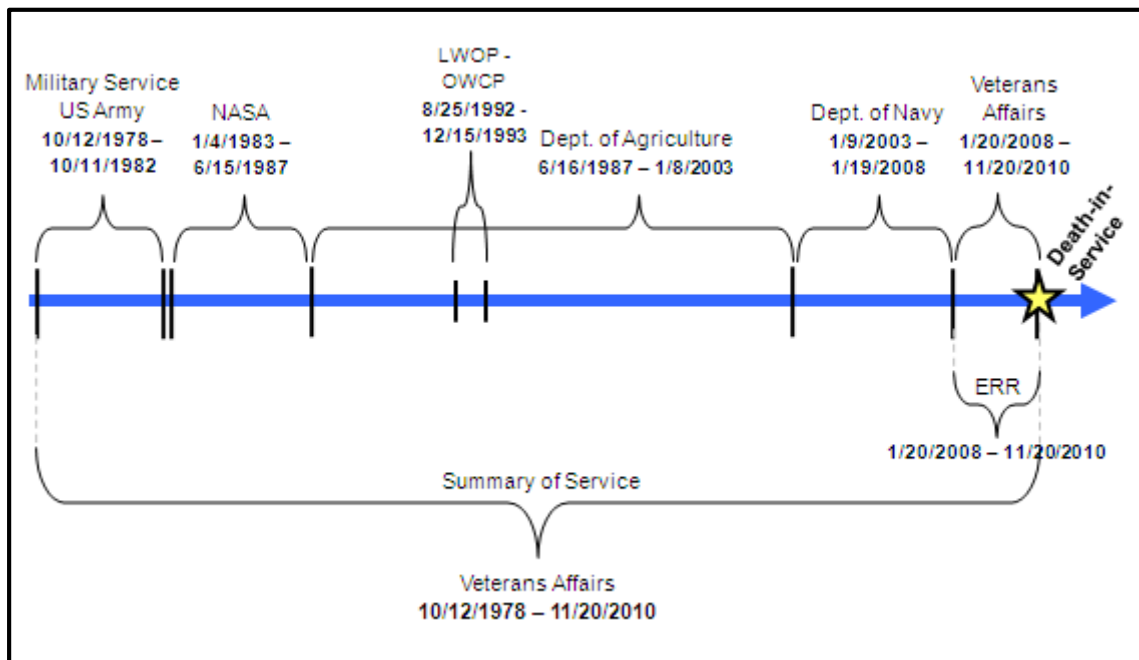 Military Service
US Army
10/12/1978 –
10/11/1982
NASA
1/4/1983 –
6/15/1987
LWOP -
OWCP
8/25/1992 -
12/15/1993
Dept. of Agriculture
6/16/1987 – 1/8/2003
Dept. of Navy
1/9/2003 –
1/19/2008
Veterans
Affairs
1/20/2008 –
11/20/2010
Death-in-
Service
ERR
1/20/2008 – 11/20/2010
Summary of Service
Veterans Affairs
10/12/1978 – 11/20/2010